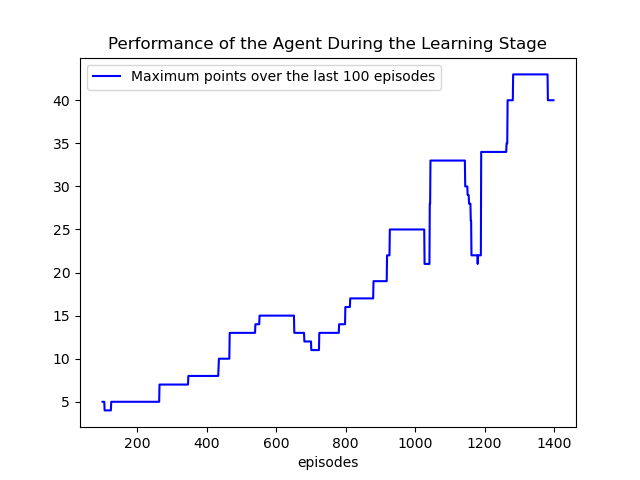 Performance of the Agent During the Learning Stage
Maximum points over the last 100 episodes
40
35
30
25
20
15
10
5
200 400 600 800 1000 1200 1400
episodes